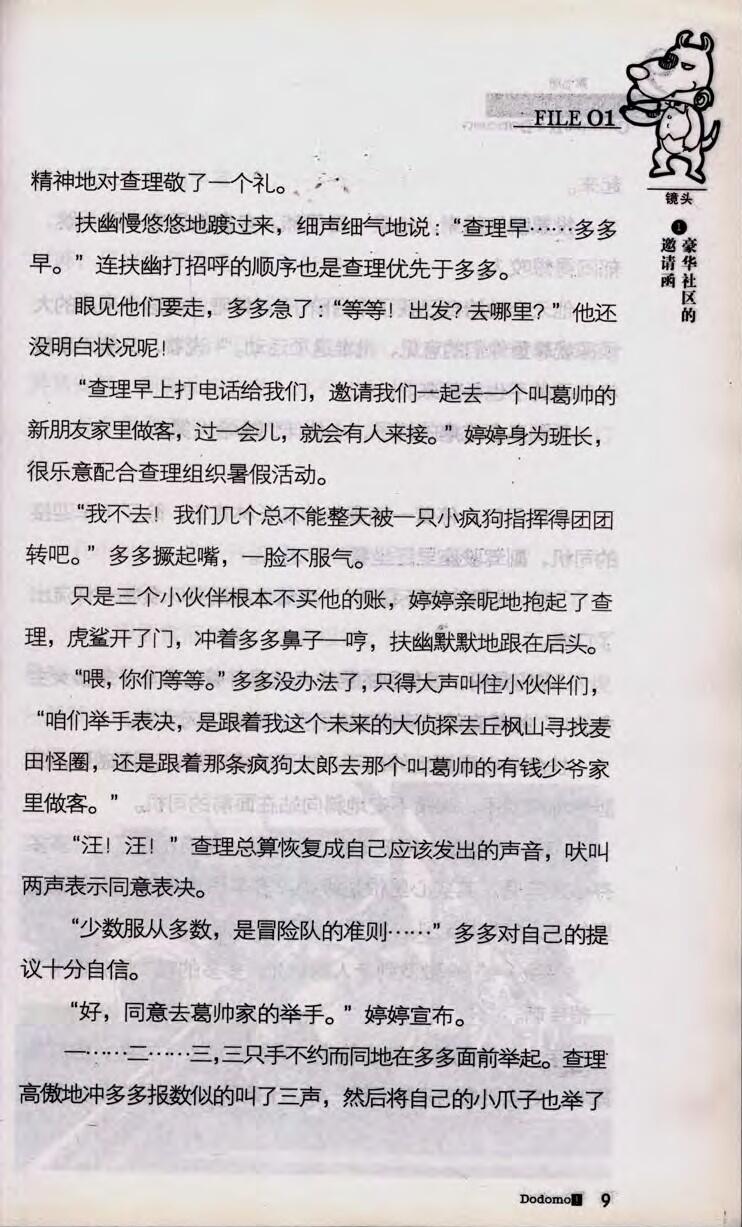 FILE 01
镜头
❶豪华社区的
邀请函
精神地对查理敬了一个礼。
扶幽慢悠悠地踱过来，细声细气地说：“查理早……多多
早。”连扶幽打招呼的顺序也是查理优先于多多。
眼见他们要走，多多急了：“等等！出发？去哪里？”他还
没明白状况呢！
“查理早上打电话给我们，邀请我们一起去一个叫葛帅的
新朋友家里做客，过一会儿，就会有人来接。”婷婷身为班长，
很乐意配合查理组织暑假活动。
“我不去！我们几个总不能整天被一只小疯狗指挥得团团
转吧。”多多撅起嘴，一脸不服气。
只是三个小伙伴根本不买他的账，婷婷亲昵地抱起了查
理，虎鲨开了门，冲着多多鼻子一哼，扶幽默默地跟在后头。
“喂，你们等等。”多多没办法了，只得大声叫住小伙伴们，
“咱们举手表决，是跟着我这个未来的大侦探去丘枫山寻找麦
田怪圈，还是跟着那条疯狗太郎去那个叫葛帅的有钱少爷家
里做客。”
“汪！汪！”查理总算恢复成自己应该发出的声音，吠叫
两声表示同意表决。
“少数服从多数，是冒险队的准则……”多多对自己的提
议十分自信。
“好，同意去葛帅家的举手。”婷婷宣布。
一……二……三，三只手不约而同地在多多面前举起。查理
高傲地冲多多报数似的叫了三声，然后将自己的小爪子也举了
Dodomo1 9